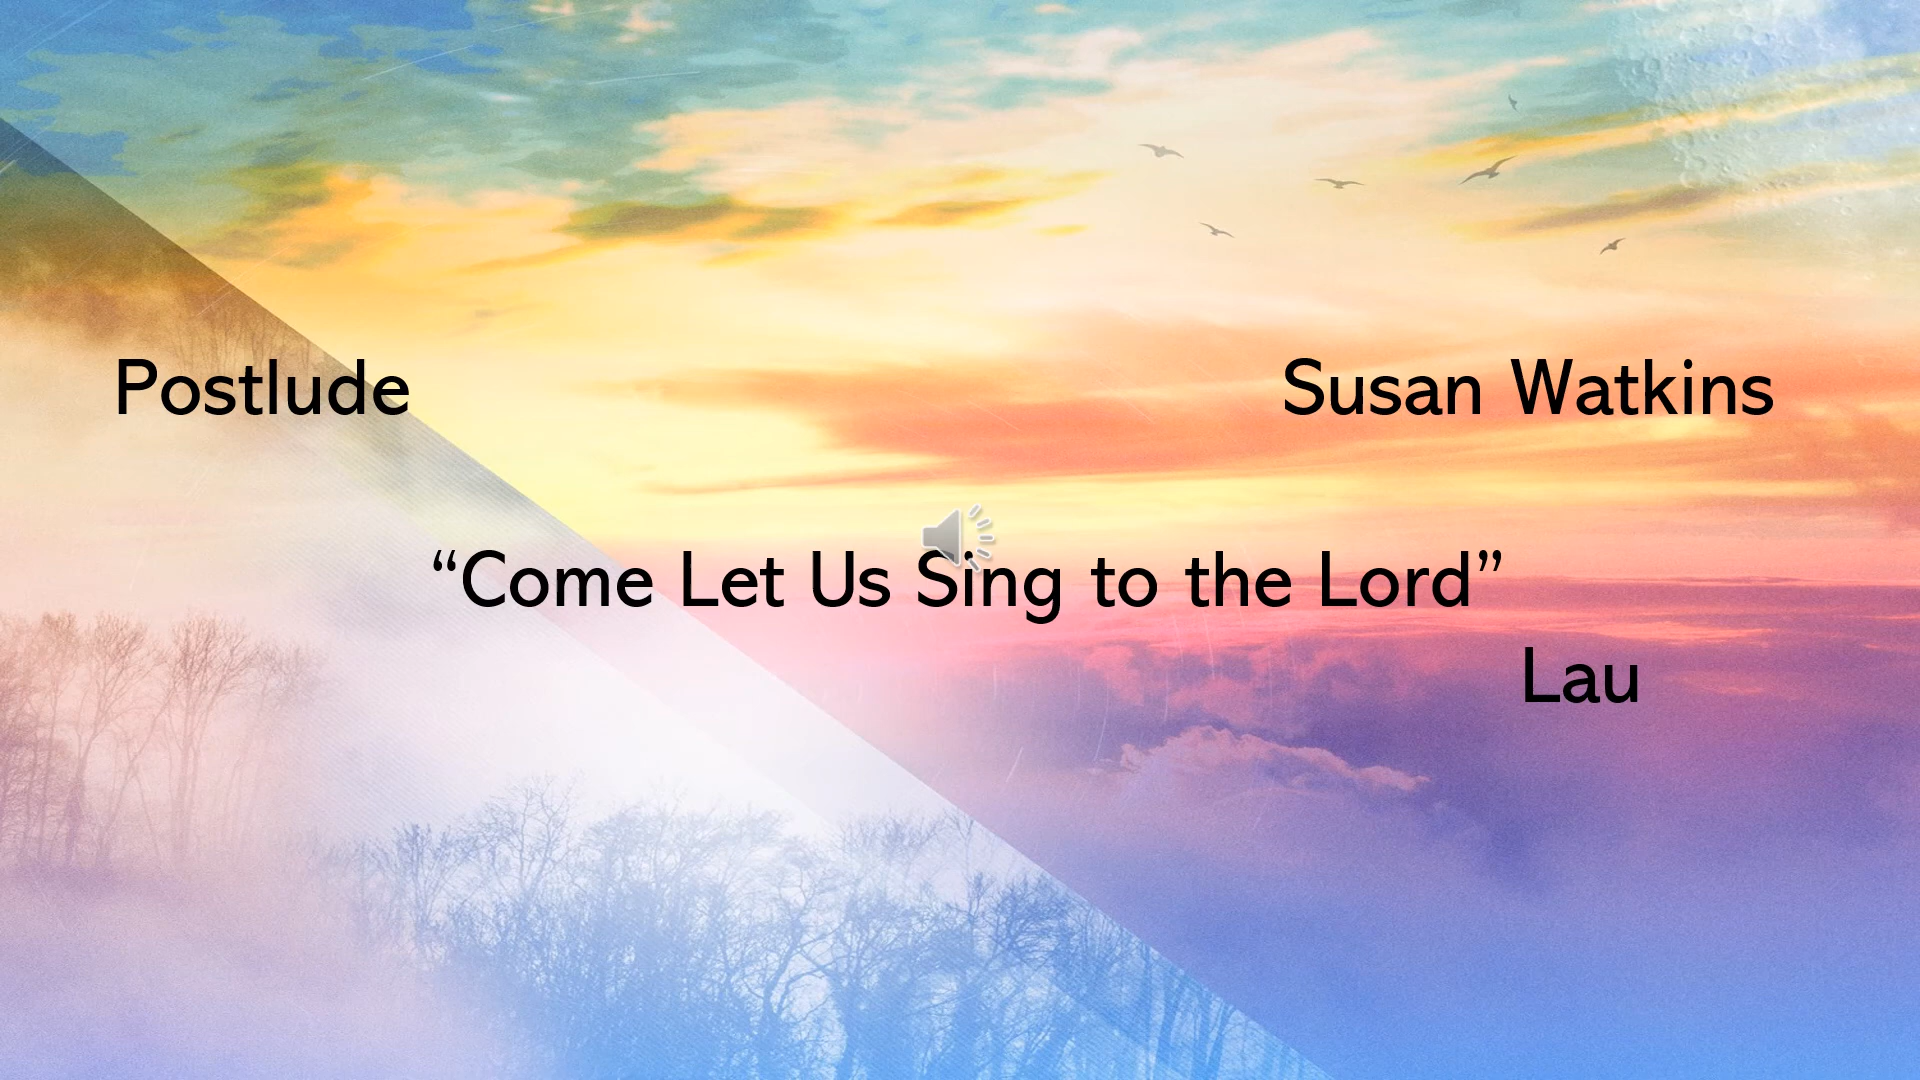 Postlude Susan Watkins
“Come Let Us Sing to the Lord”
Lau